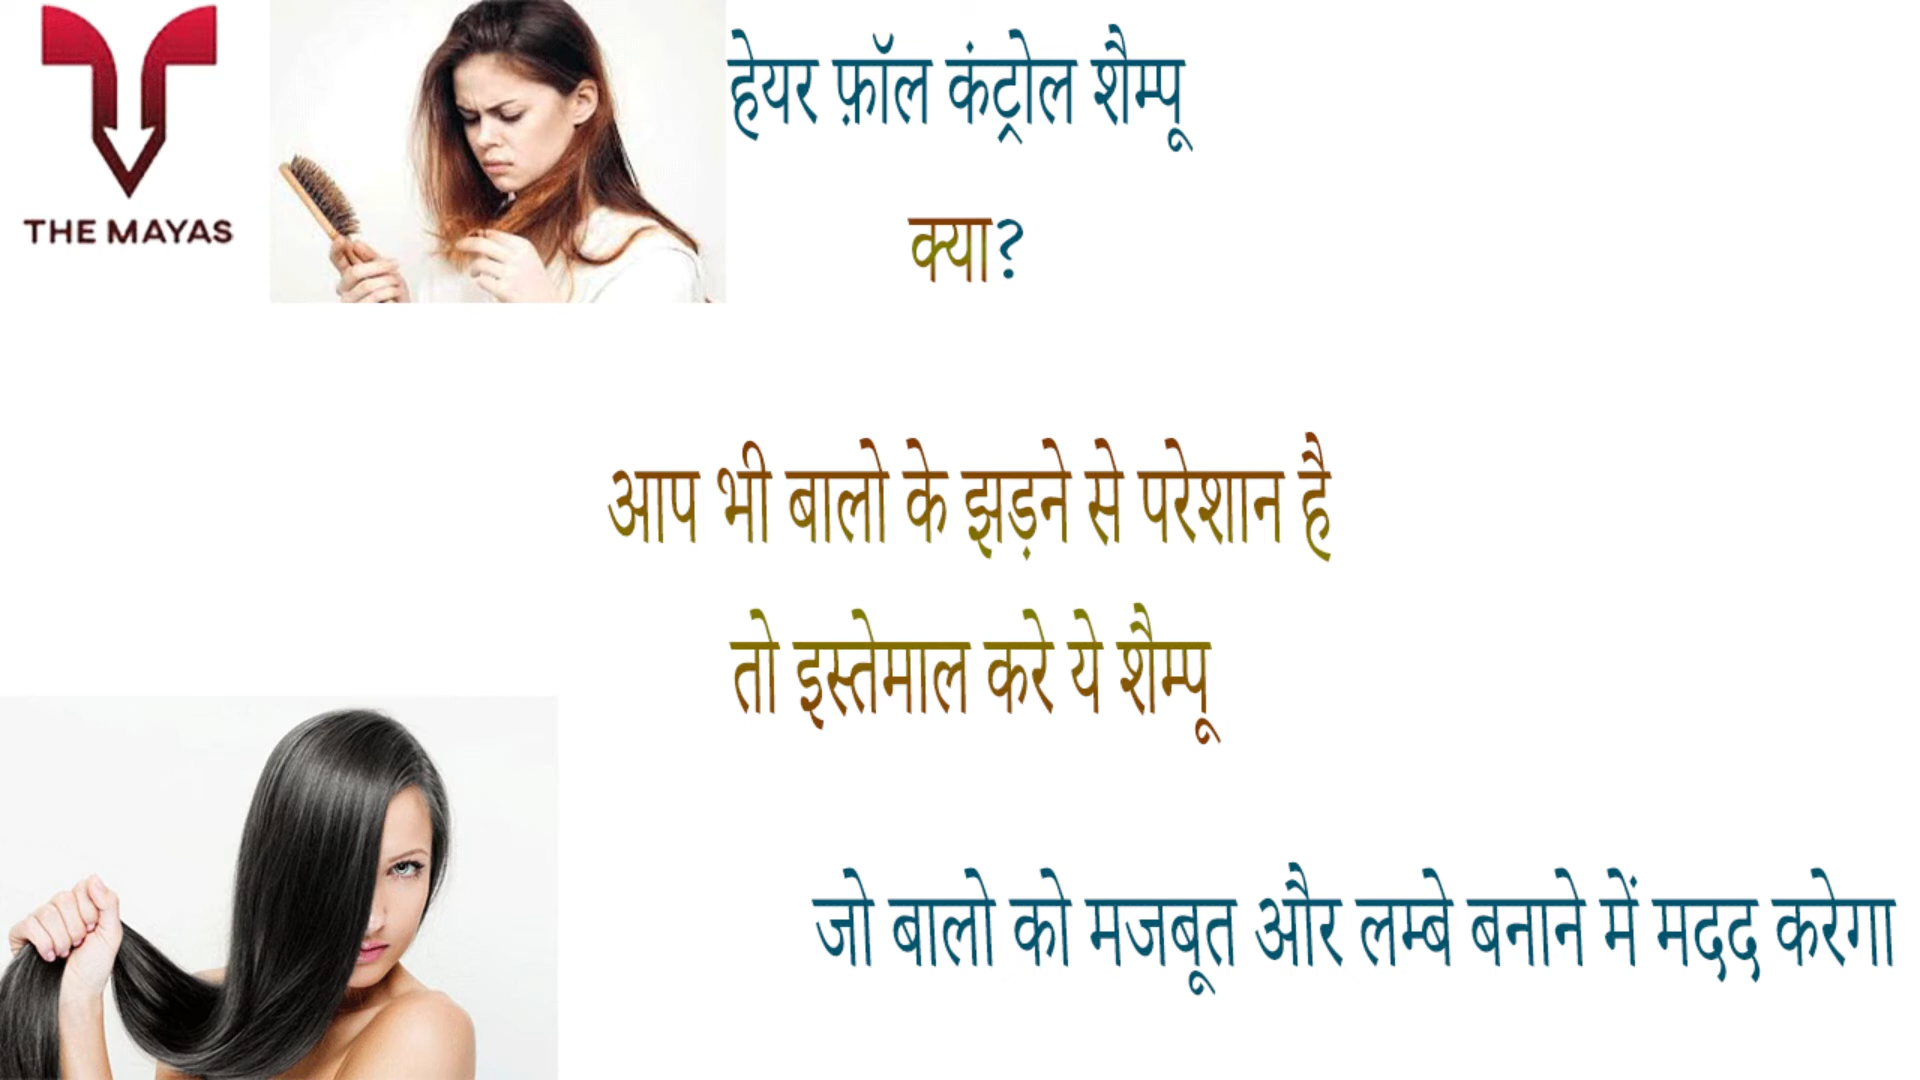 THE MAYAS
हेयर फ़ॉल कंट्रोल शैम्पू
क्या?
आप भी बालो के झड़ने से परेशान है
तो इस्तेमाल करे ये शैम्पू
जो बालो को मजबूत और लम्बे बनाने में मदद करेगा